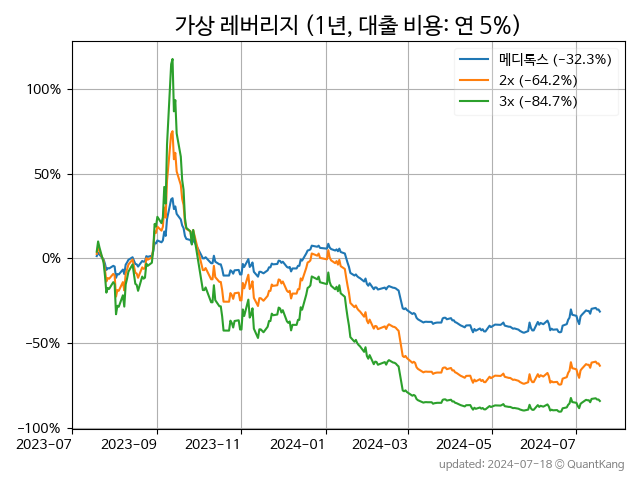 가상 레버리지 (1년, 대출 비용: 연 5%)
메디톡스 (−32.3%)
2x (−64.2%)
3x (−84.7%)
100%
50%
0%
−50%
−100%
2023-07 2023-09 2023-11 2024-01 2024-03 2024-05 2024-07
updated: 2024-07-18 © QuantKang